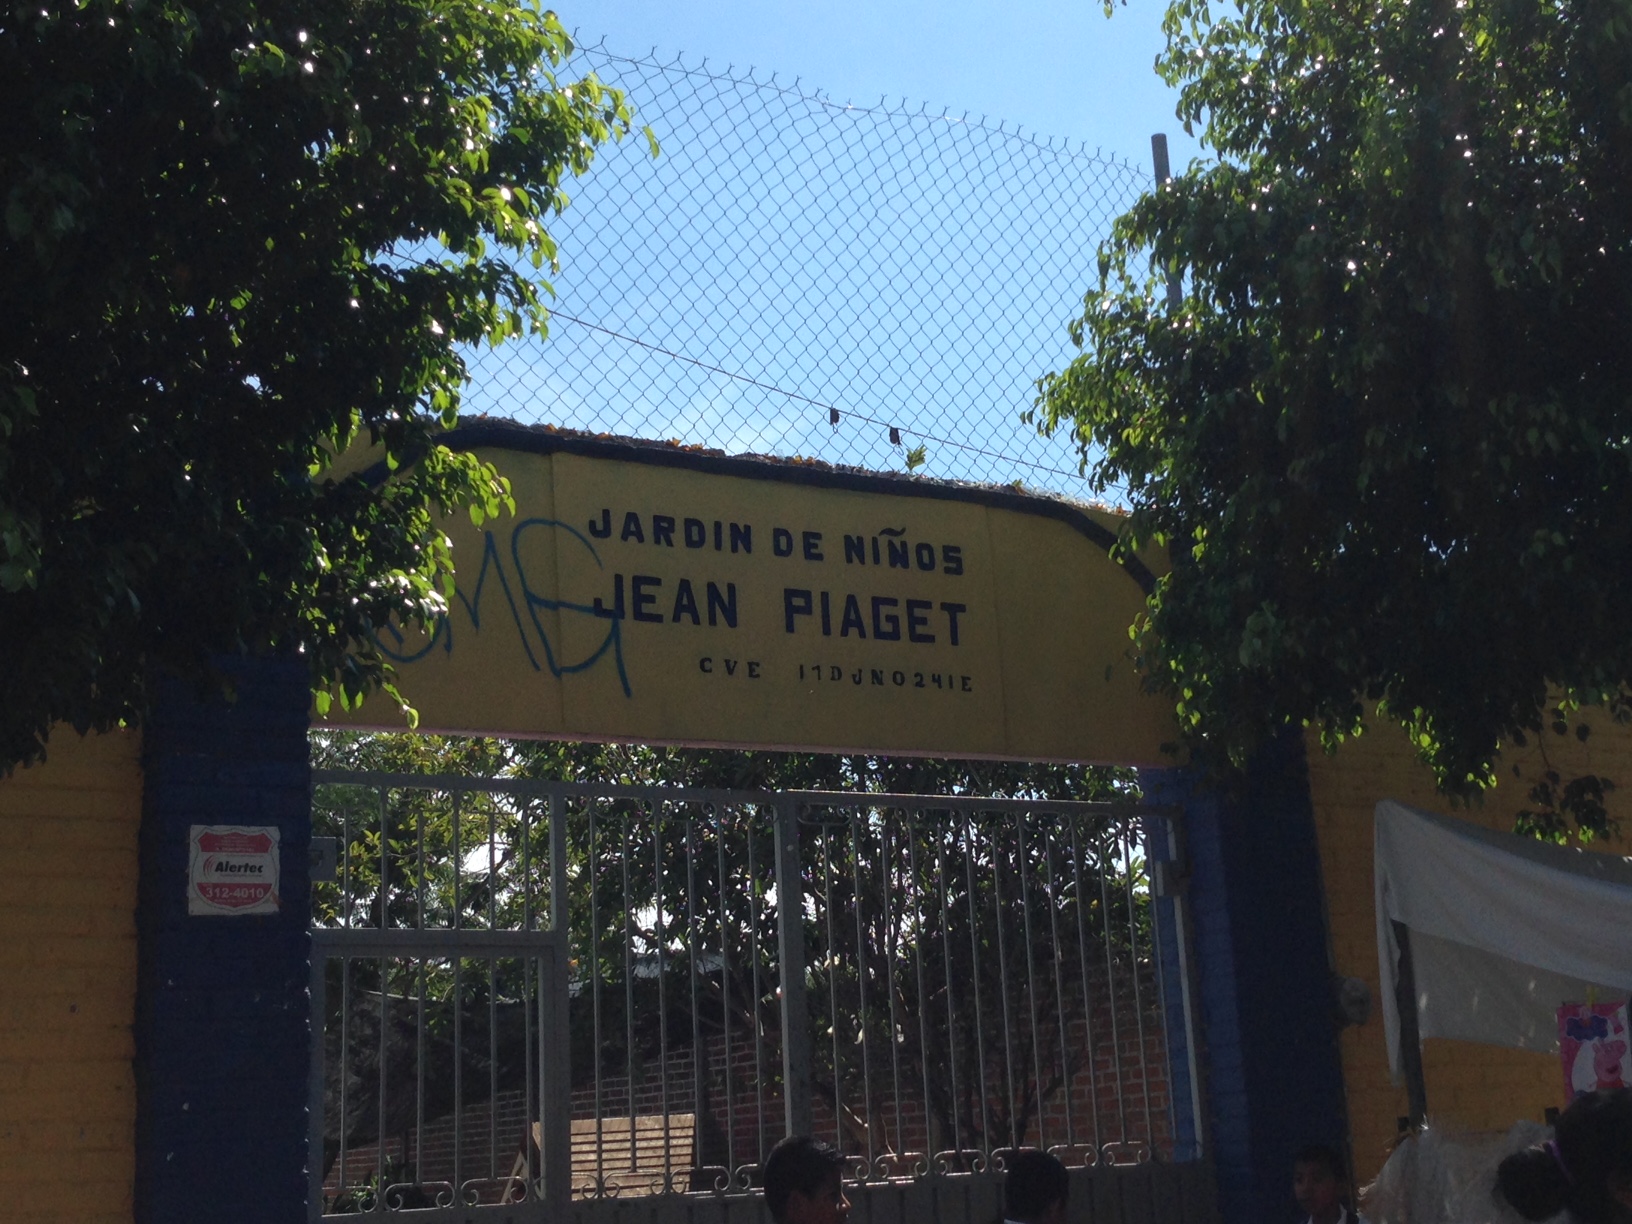 JARDIN DE NIÑOS
JEAN PIAGET
CVE 17DJN0241E
Alertec
312-4010